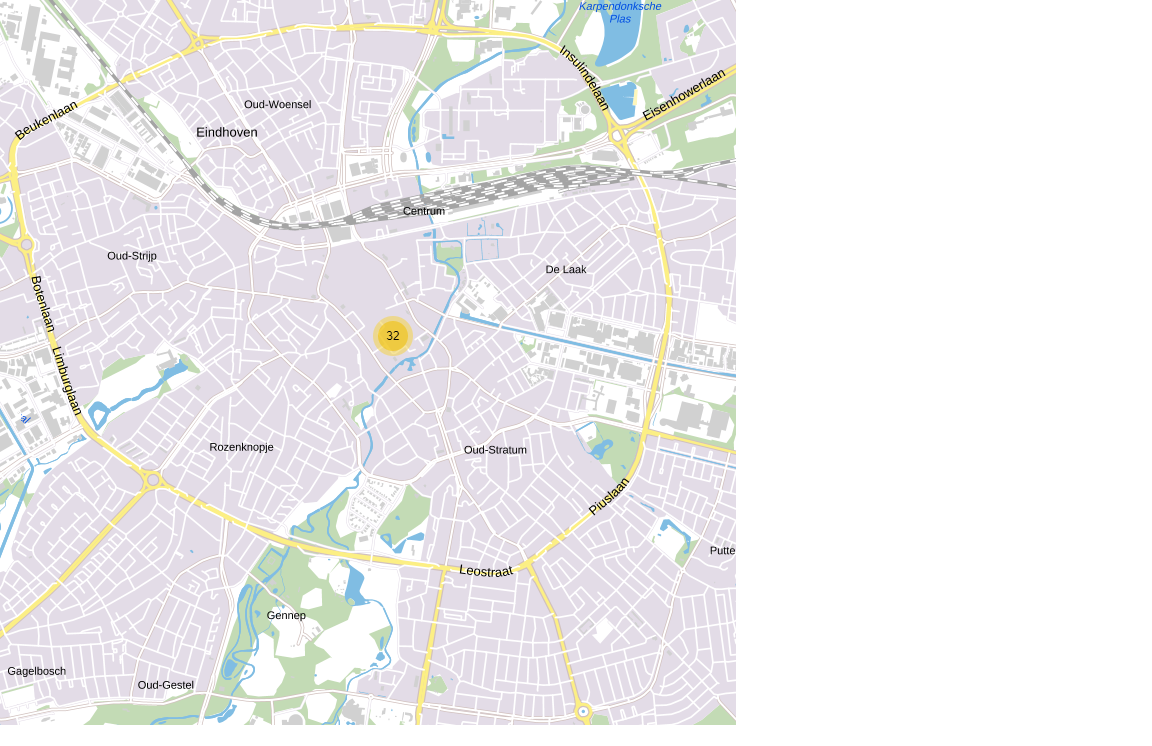 Karpendonksche
Plas
Insulindelaan
Eisenhowerlaan
Oud-Woensel
Beukenlaan
Eindhoven
Centrum
Oud-Strijp
De Laak
Botenlaan
32
Limburglaan
al
Rozenknopje
Oud-Stratum
Piuslaan
Putte
Leostraat
Gennep
Gagelbosch
Oud-Gestel